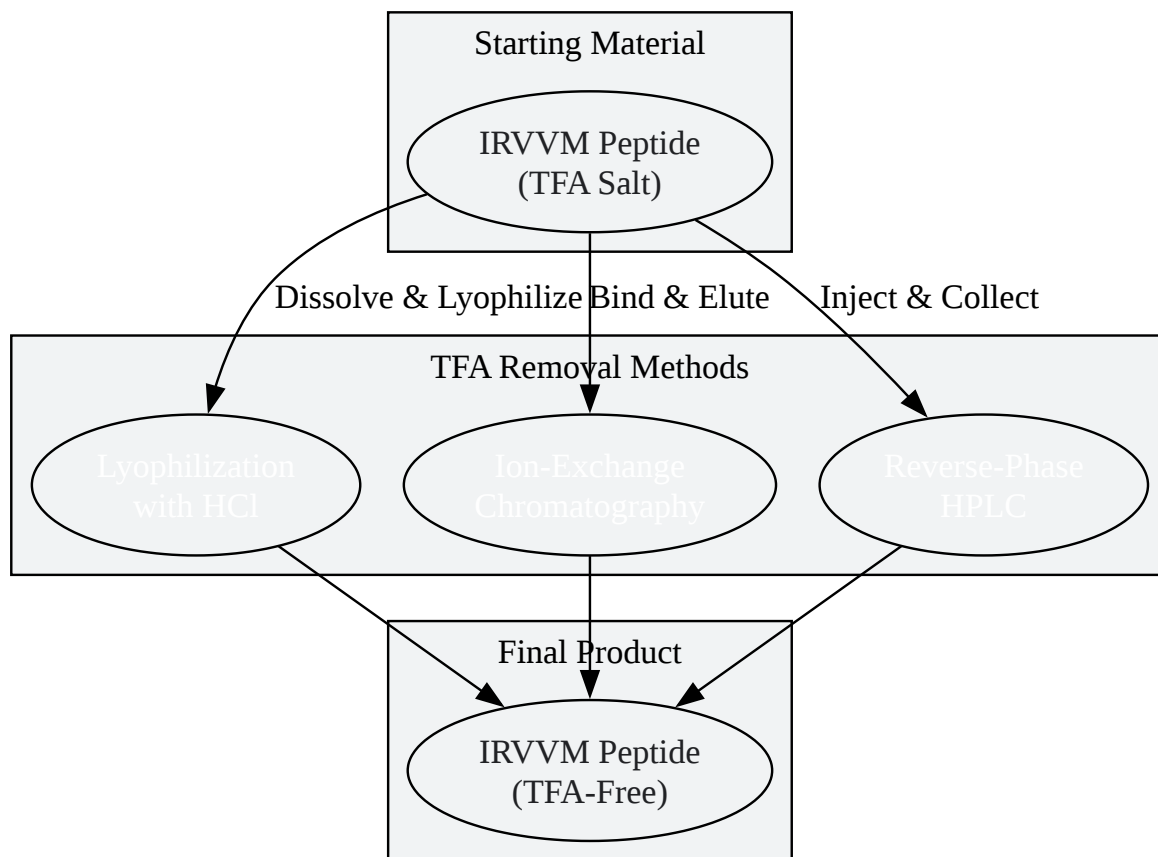 Starting Material
IRVVM Peptide
(TFA Salt)
Dissolve & Lyophilize
Bind & Elute
Inject & Collect
TFA Removal Methods
Lyophilization
with HCl
Ion-Exchange
Chromatography
Reverse-Phase
HPLC
Final Product
IRVVM Peptide
(TFA-Free)